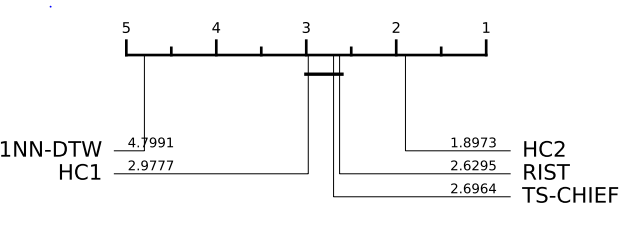 5 4 3 2 1
1NN-DTW 4.7991 1.8973 HC2
HC1 2.9777 2.6295 RIST
2.6964 TS-CHIEF